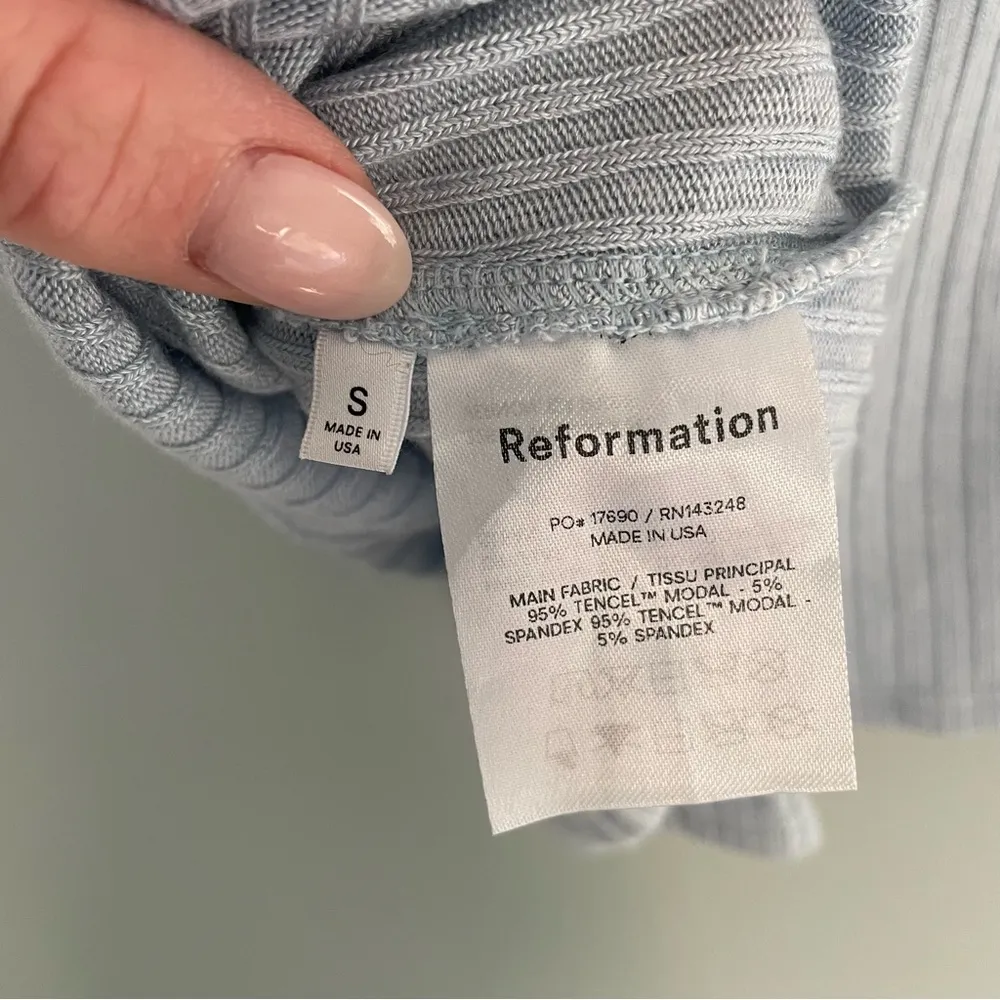 S
MADE IN
USA
Reformation
PO# 17690 / RN143248
MADE IN USA
MAIN FABRIC / TISSU PRINCIPAL
95% TENCEL™ MODAL - 5%
SPANDEX 95% TENCEL™ MODAL -
5% SPANDEX